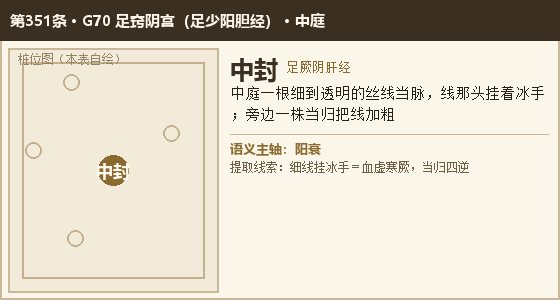 第351条·G70 足窍阴宫（足少阳胆经）·中庭
桩位图（本表自绘）
中封
中封 足厥阴肝经
中庭一根细到透明的丝线当脉，线那头挂着冰手
；旁边一株当归把线加粗
语义主轴：阳衰
提取线索：细线挂冰手＝血虚寒厥，当归四逆